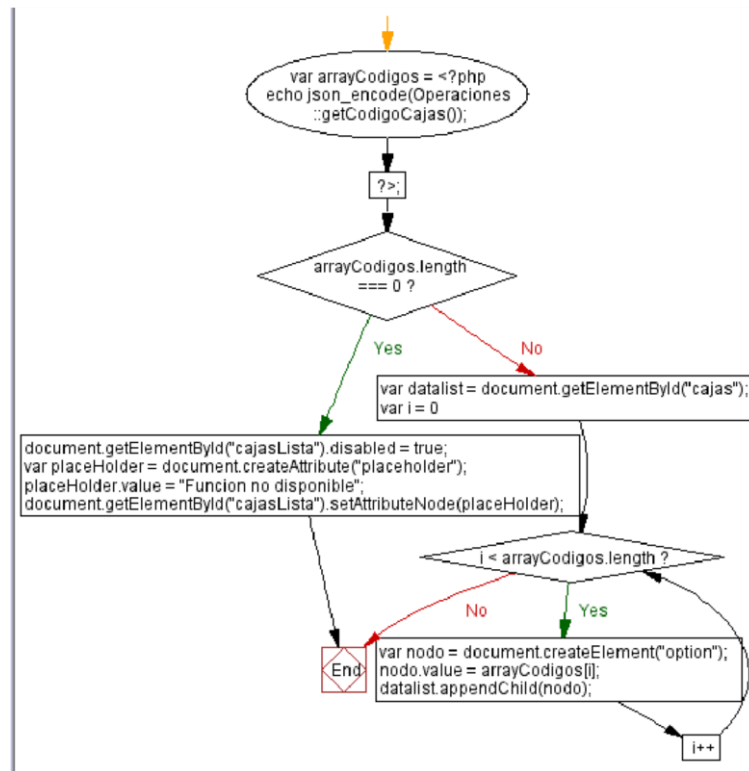 var arrayCodigos = <?php
echo json_encode(Operaciones
::getCodigoCajas());
?>;
arrayCodigos.length
=== 0 ?
Yes
No
var datalist = document.getElementById("cajas");
var i = 0
document.getElementById("cajasLista").disabled = true;
var placeHolder = document.createAttribute("placeholder");
placeHolder.value = "Funcion no disponible";
document.getElementById("cajasLista").setAttributeNode(placeHolder);
i < arrayCodigos.length ?
No
Yes
End
var nodo = document.createElement("option");
nodo.value = arrayCodigos[i];
datalist.appendChild(nodo);
i++